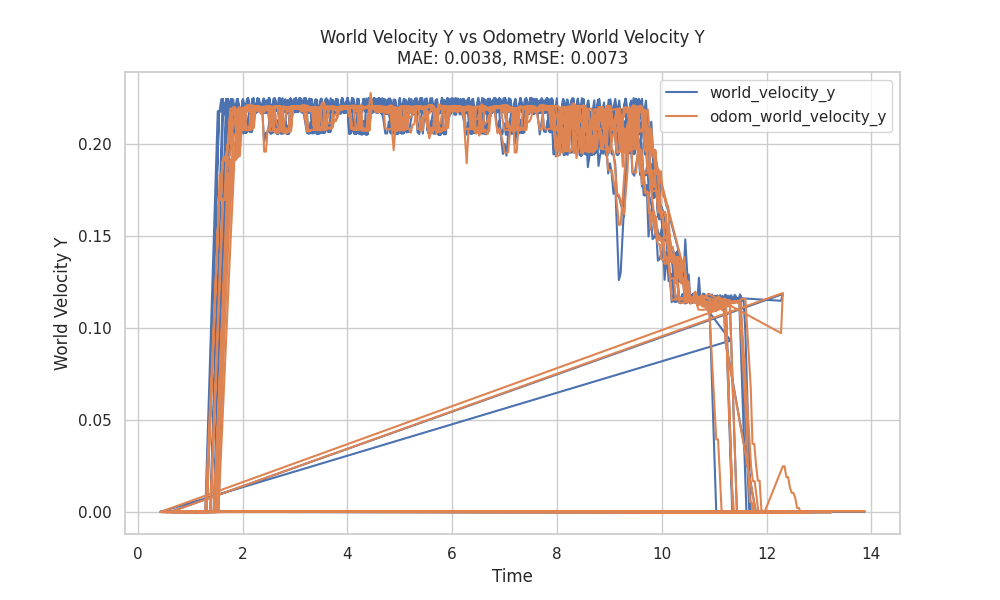 World Velocity Y vs Odometry World Velocity Y
MAE: 0.0038, RMSE: 0.0073
world_velocity_y
odom_world_velocity_y
World Velocity Y
0.20
0.15
0.10
0.05
0.00
0 2 4 6 8 10 12 14
Time